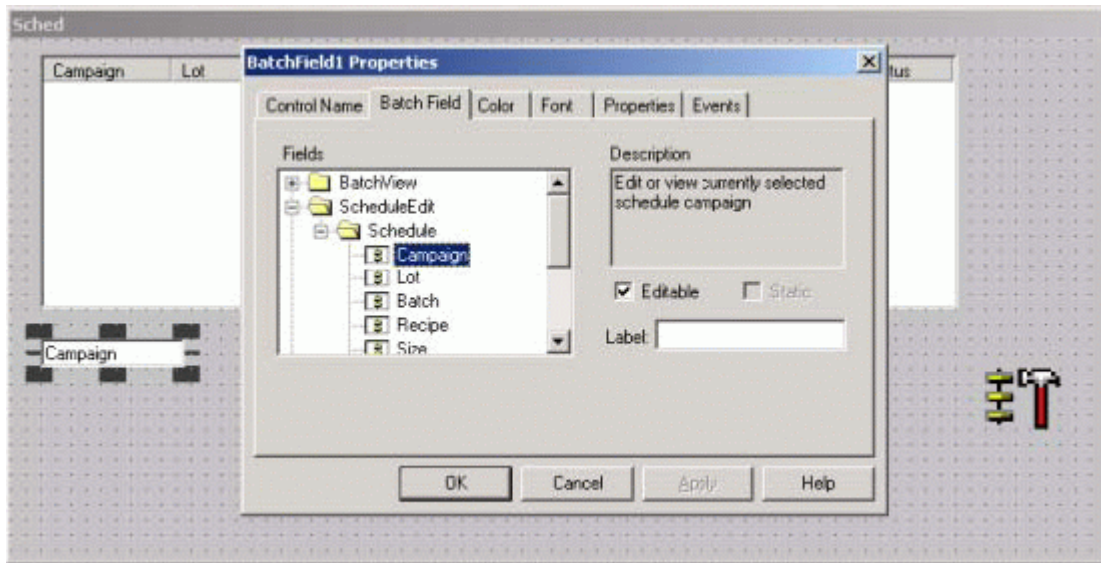 Sched
Campaign Lot tus
BatchField1 Properties
Control Name Batch Field Color Font Properties Events
Fields
BatchView
ScheduleEdit
Schedule
Campaign
Lot
Batch
Recipe
Size
Description
Edit or view currently selected
schedule campaign
Editable Static
Label:
Campaign
OK Cancel Apply Help